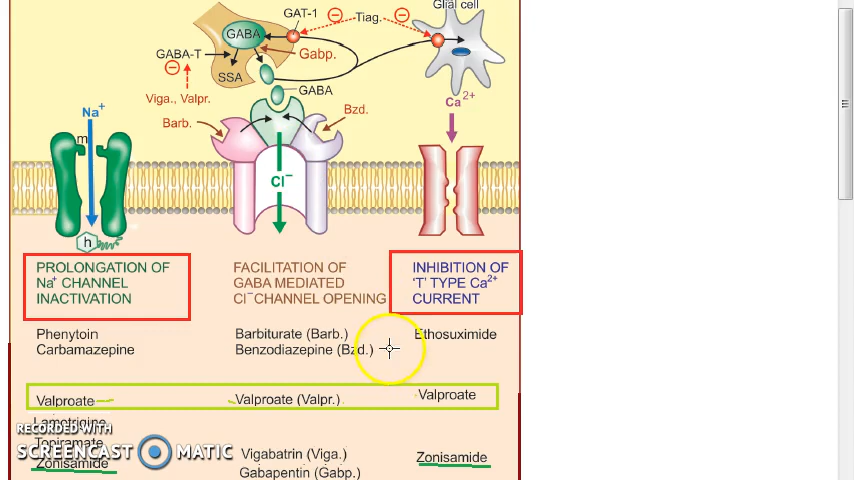 Glial cell
GAT-1
Tiag.
GABA
GABA-T
Gabp.
SSA
GABA
Viga., Valpr.
Barb.
Bzd.
Na+
Ca2+
m
Cl−
h
PROLONGATION OF
Na+ CHANNEL
INACTIVATION
FACILITATION OF
GABA MEDIATED
Cl− CHANNEL OPENING
INHIBITION OF
'T' TYPE Ca2+
CURRENT
Phenytoin
Carbamazepine
Barbiturate (Barb.)
Benzodiazepine (Bzd.)
Ethosuximide
Valproate
Valproate (Valpr.)
Valproate
Lamotrigine
Topiramate
Zonisamide
Vigabatrin (Viga.)
Gabapentin (Gabp.)
Zonisamide
RECORDED WITH
SCREENCAST MATIC